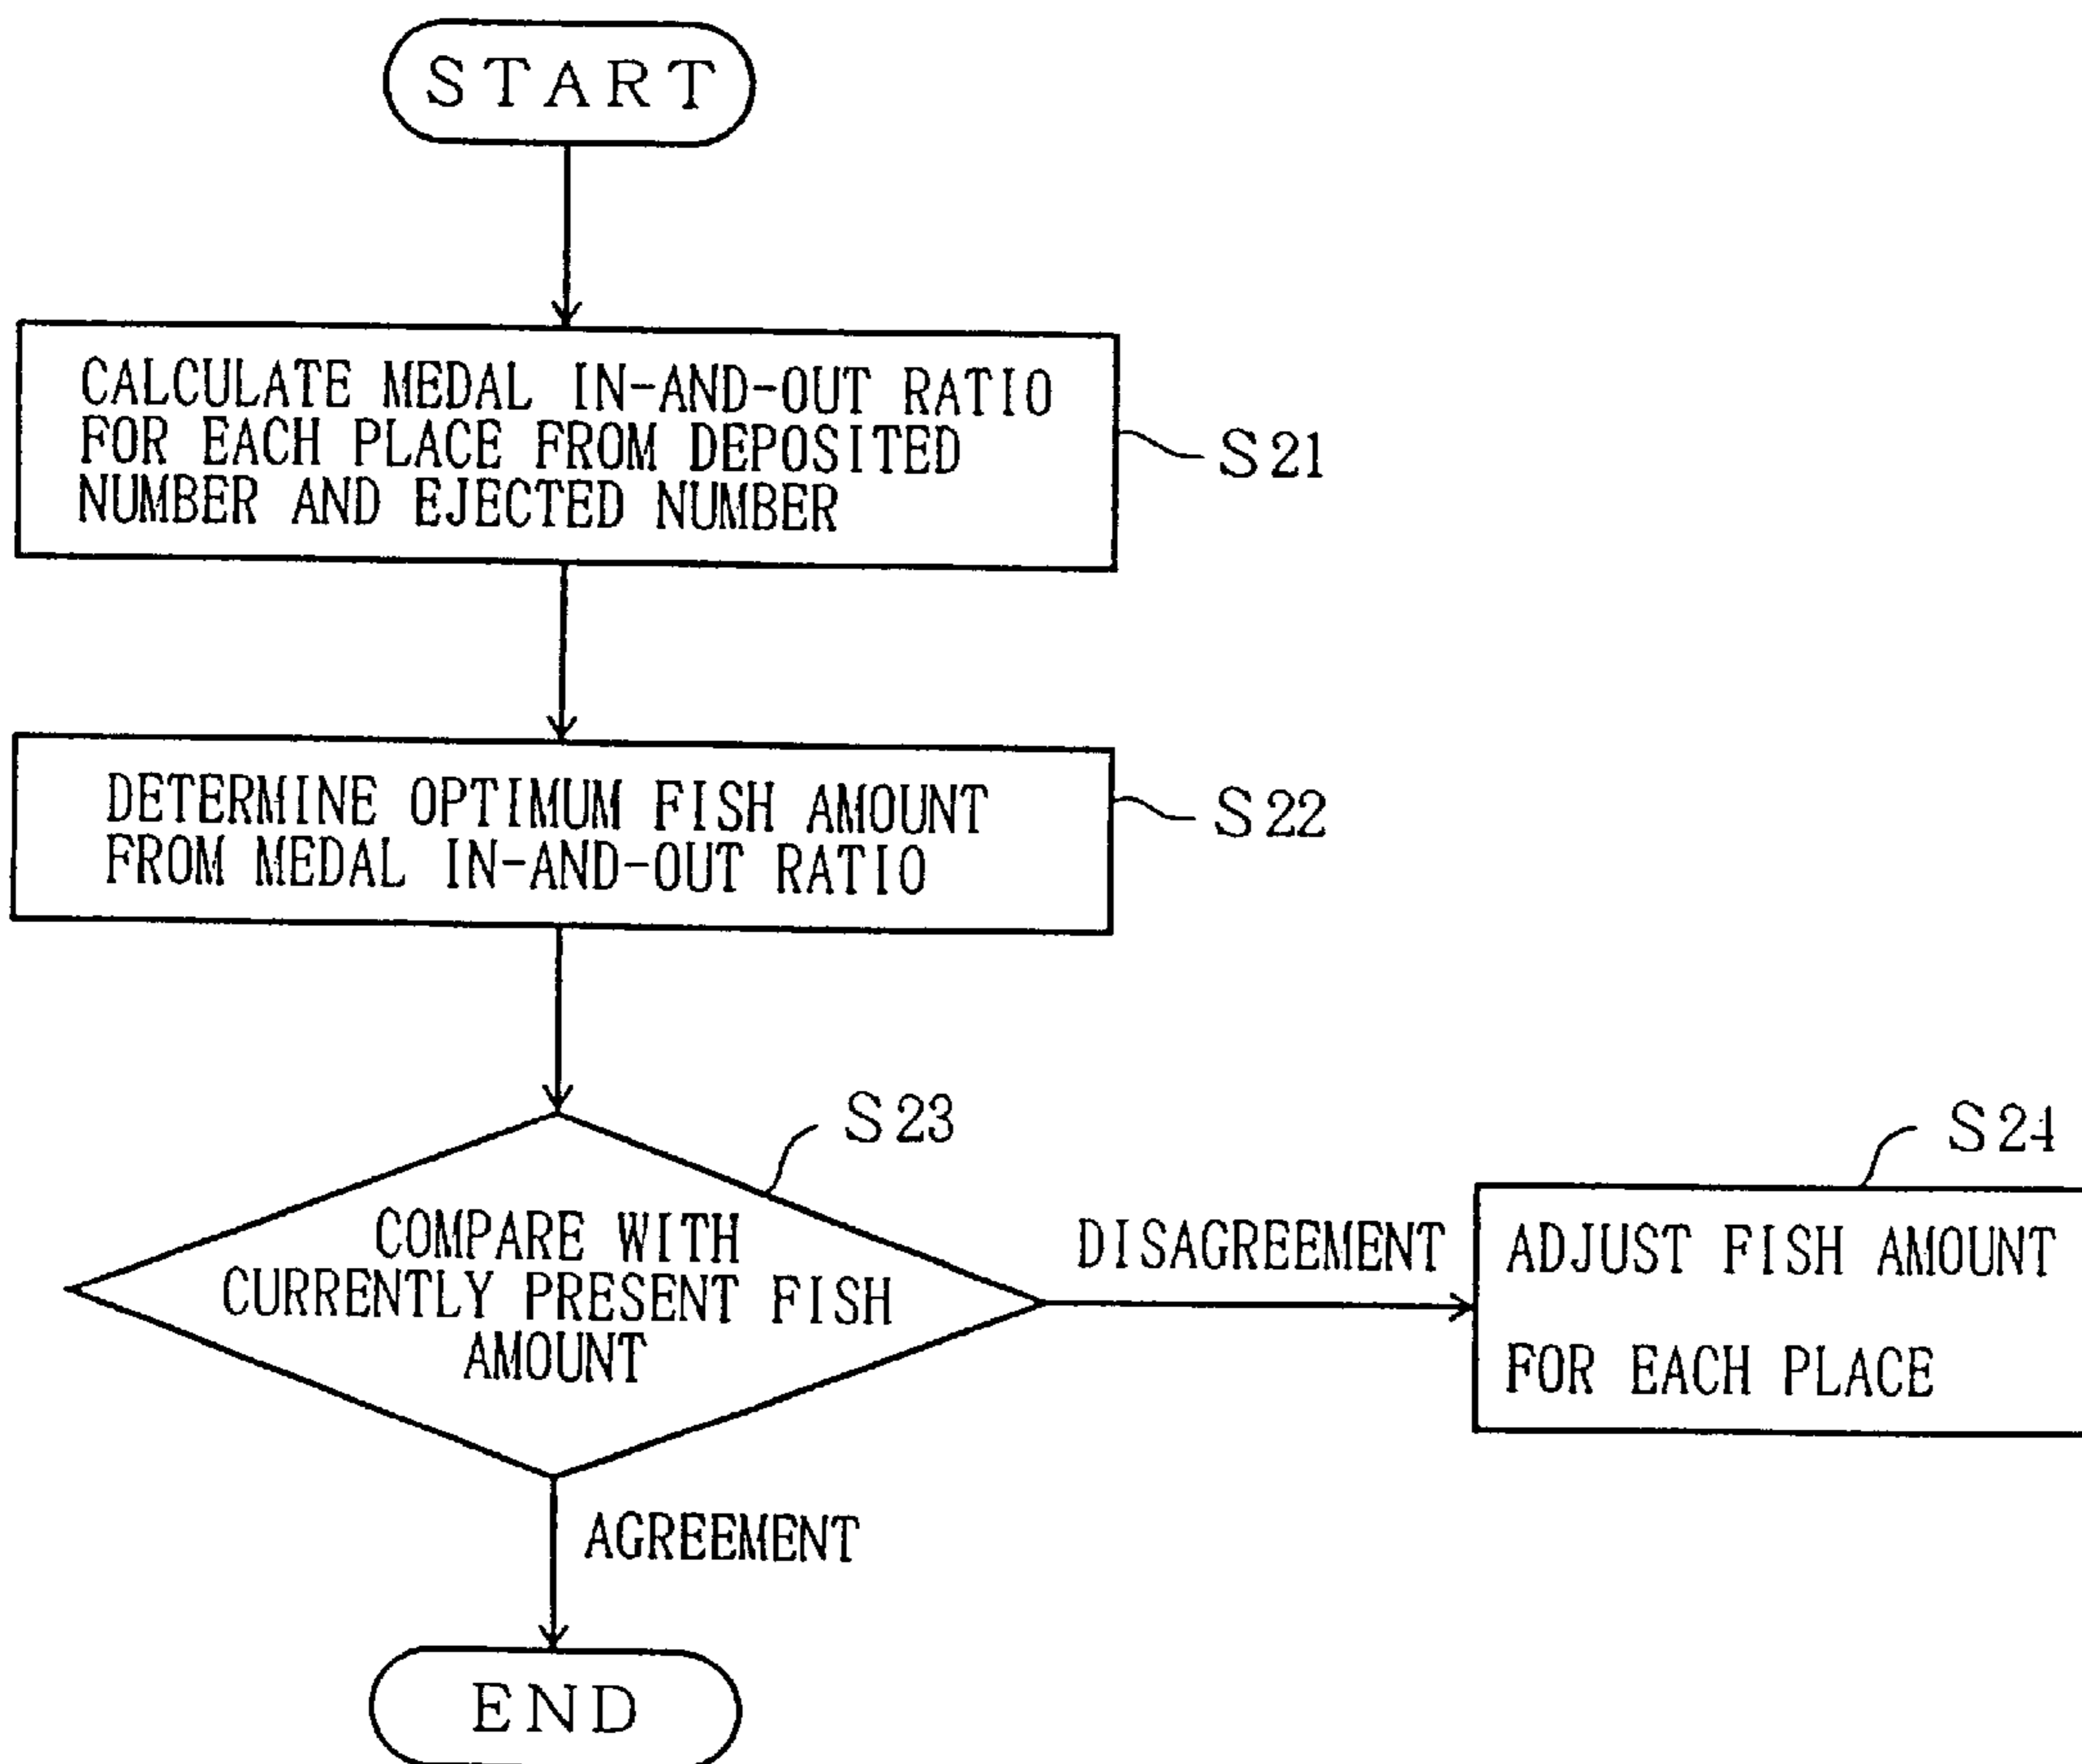 START
CALCULATE MEDAL IN-AND-OUT RATIO
FOR EACH PLACE FROM DEPOSITED
NUMBER AND EJECTED NUMBER
S21
DETERMINE OPTIMUM FISH AMOUNT
FROM MEDAL IN-AND-OUT RATIO
S22
S23
COMPARE WITH
CURRENTLY PRESENT FISH
AMOUNT
DISAGREEMENT
S24
ADJUST FISH AMOUNT
FOR EACH PLACE
AGREEMENT
END